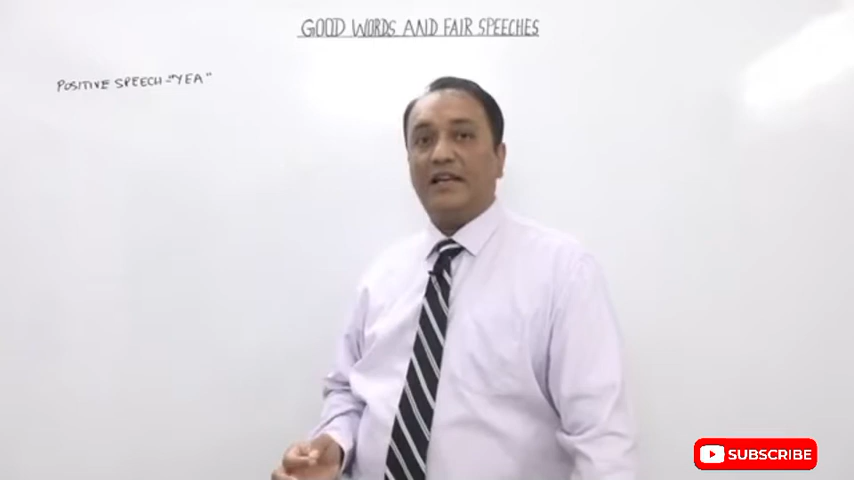 GOOD WORDS AND FAIR SPEECHES
POSITIVE SPEECH - "YEA"
SUBSCRIBE